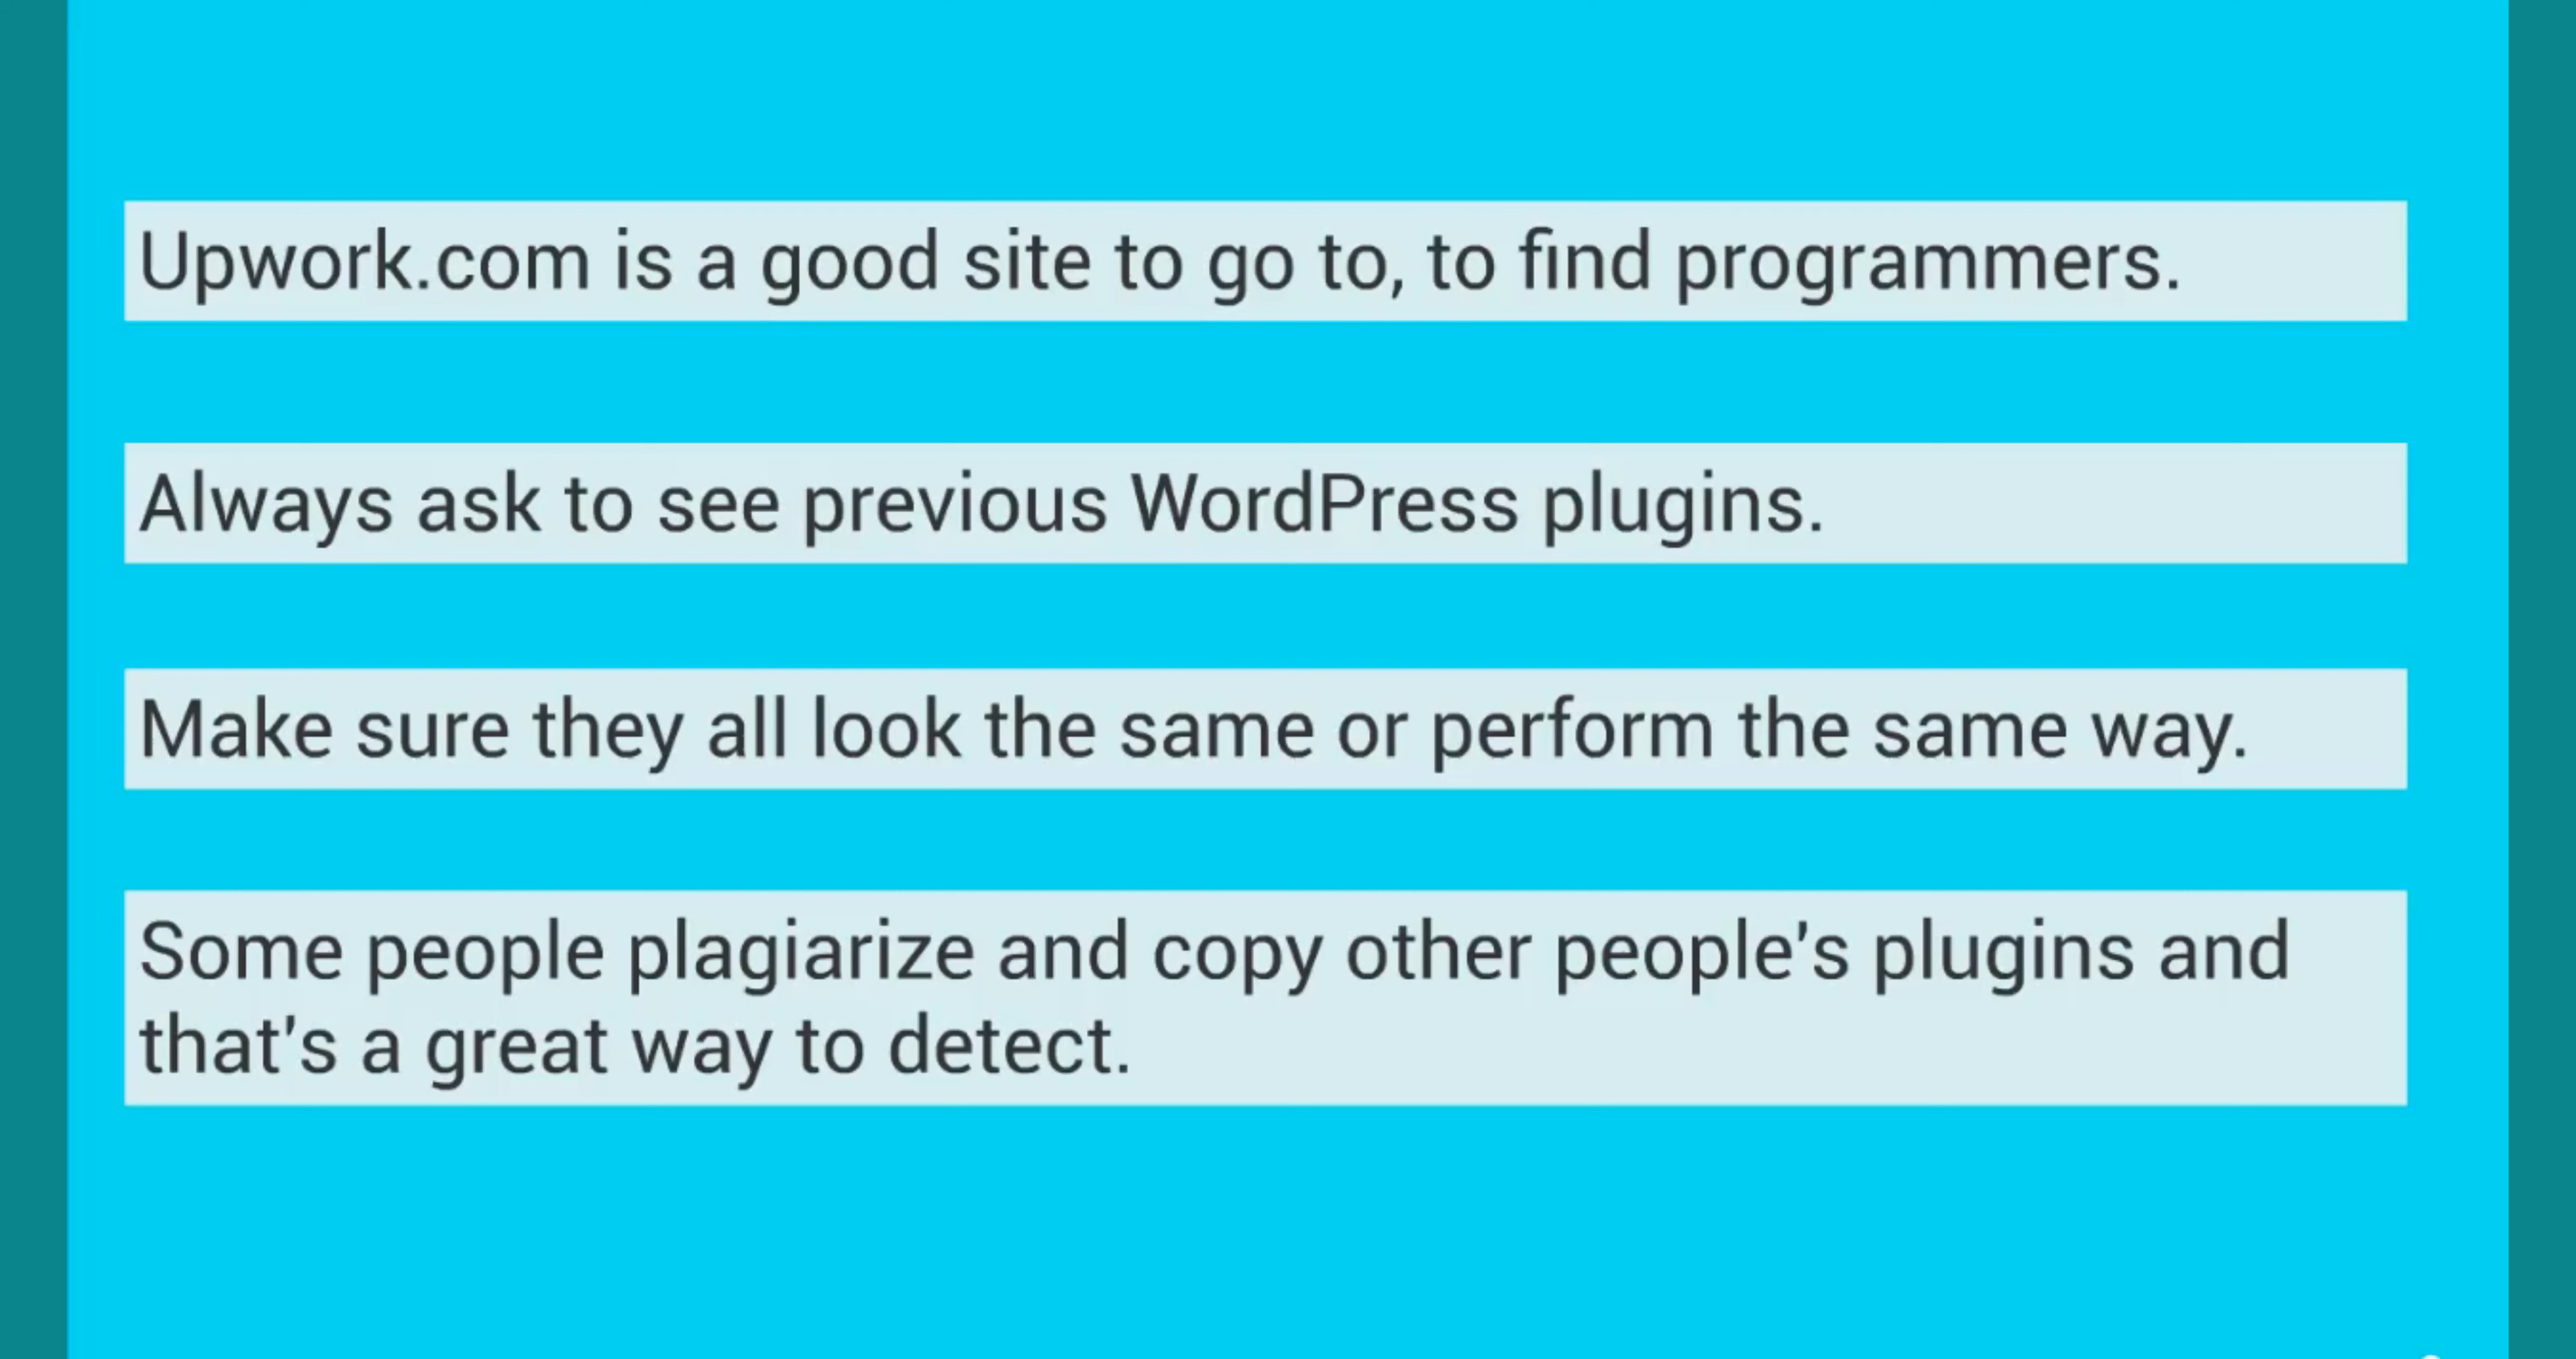 Upwork.com is a good site to go to, to find programmers.
Always ask to see previous WordPress plugins.
Make sure they all look the same or perform the same way.
Some people plagiarize and copy other people's plugins and
that's a great way to detect.